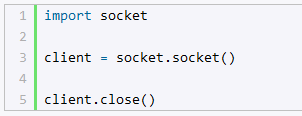 1 import socket
2
3 client = socket.socket()
4
5 client.close()